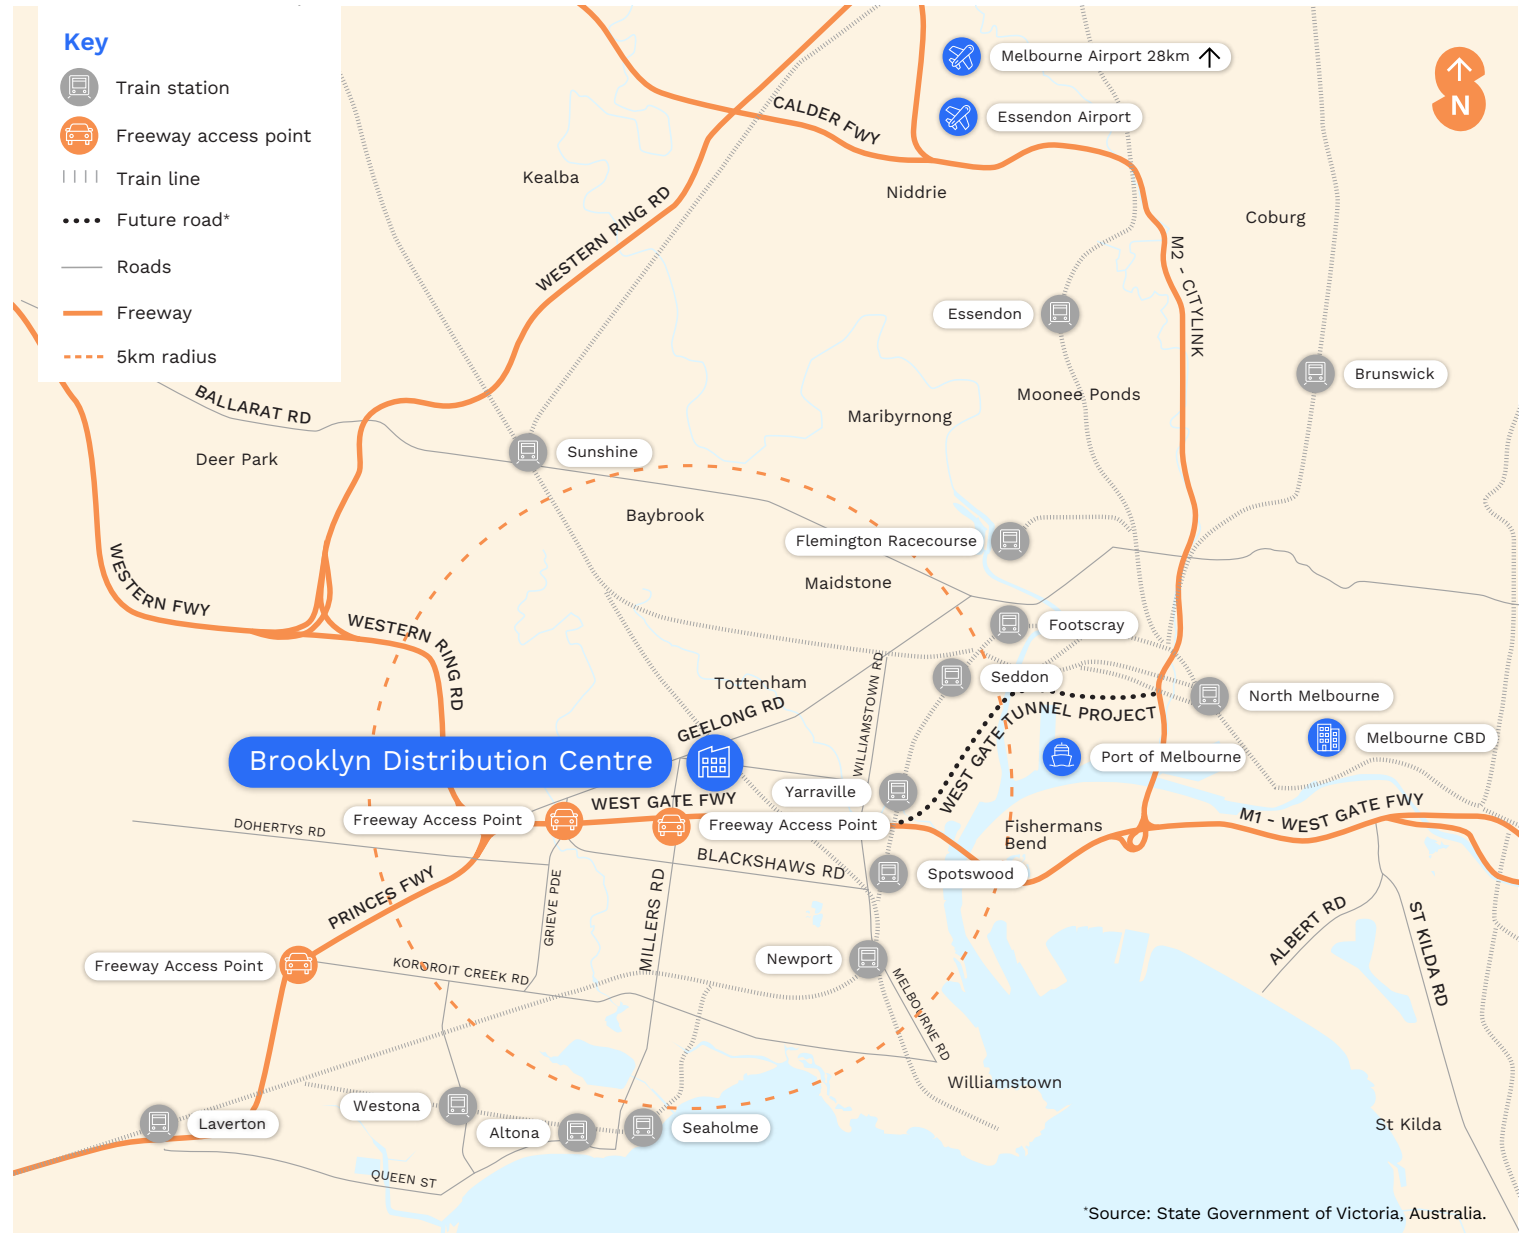 Key
Train station
Freeway access point
Train line
Future road*
Roads
Freeway
5km radius
Melbourne Airport 28km
Essendon Airport
N
CALDER FWY
Kealba
Niddrie
WESTERN RING RD
Coburg
M2 - CITYLINK
Essendon
Brunswick
Moonee Ponds
BALLARAT RD
Maribyrnong
Deer Park
Sunshine
Baybrook
Flemington Racecourse
WESTERN FWY
Maidstone
WESTERN RING RD
Footscray
Seddon
Tottenham
WILLIAMSTOWN RD
North Melbourne
GEELONG RD
WEST GATE TUNNEL PROJECT
Melbourne CBD
Brooklyn Distribution Centre
Port of Melbourne
Yarraville
WEST GATE FWY
Freeway Access Point
Freeway Access Point
M1 - WEST GATE FWY
DOHERTYS RD
Fishermans
Bend
BLACKSHAWS RD
Spotswood
PRINCES FWY
GRIEVE PDE
MILLERS RD
ALBERT RD
ST KILDA RD
Freeway Access Point
KOROROIT CREEK RD
Newport
MELBOURNE RD
Williamstown
Westona
Laverton
Altona
Seaholme
St Kilda
QUEEN ST
*Source: State Government of Victoria, Australia.